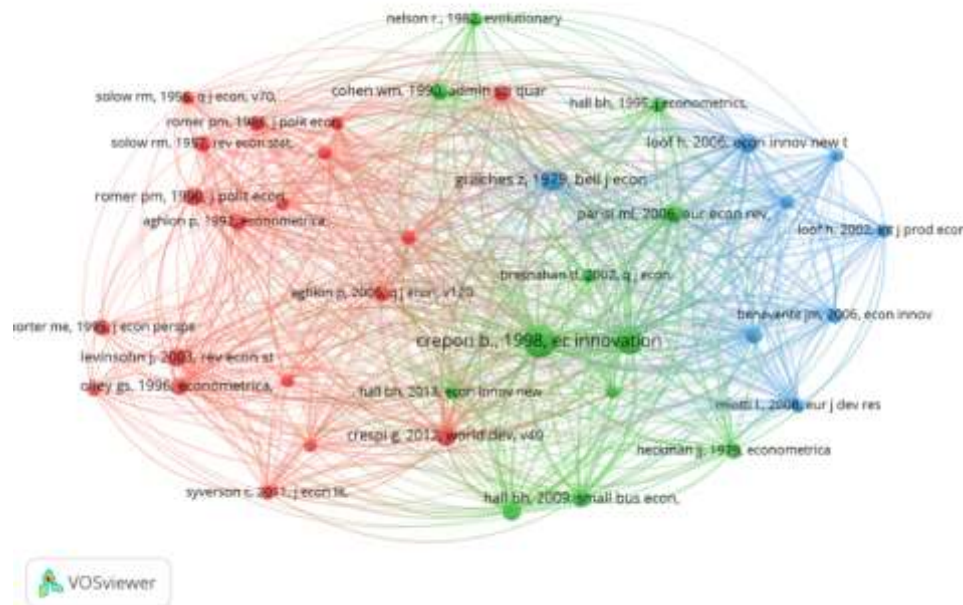 nelson r., 1982, evolutionary
cohen wm, 1990, admin sci quar
solow rm, 1956, q j econ, v70,
hall bh, 1995, j econometrics,
romer pm, 1986, j polit econ,
solow rm, 1957, rev econ stat,
loof h, 2006, econ innov new t
griliches z, 1979, bell j econ
romer pm, 1990, j polit econ,
parisi ml, 2006, eur econ rev,
aghion p, 1992, econometrica,
loof h, 2002, int j prod econ
bresnahan tf, 2002, q j econ,
aghion p, 2005, q j econ, v120
benavente jm, 2006, econ innov
orter me, 1995, j econ perspe
crepon b., 1998, ec innovation
levinsohn j, 2003, rev econ st
olley gs, 1996, econometrica,
hall bh, econ innov new
miotti l., eur j dev res
crespi g, 2012, world dev, v40
heckman jj, 1979, econometrica
syverson c, 2011, j econ lit,
hall bh, 2009, small bus econ,
VOSviewer